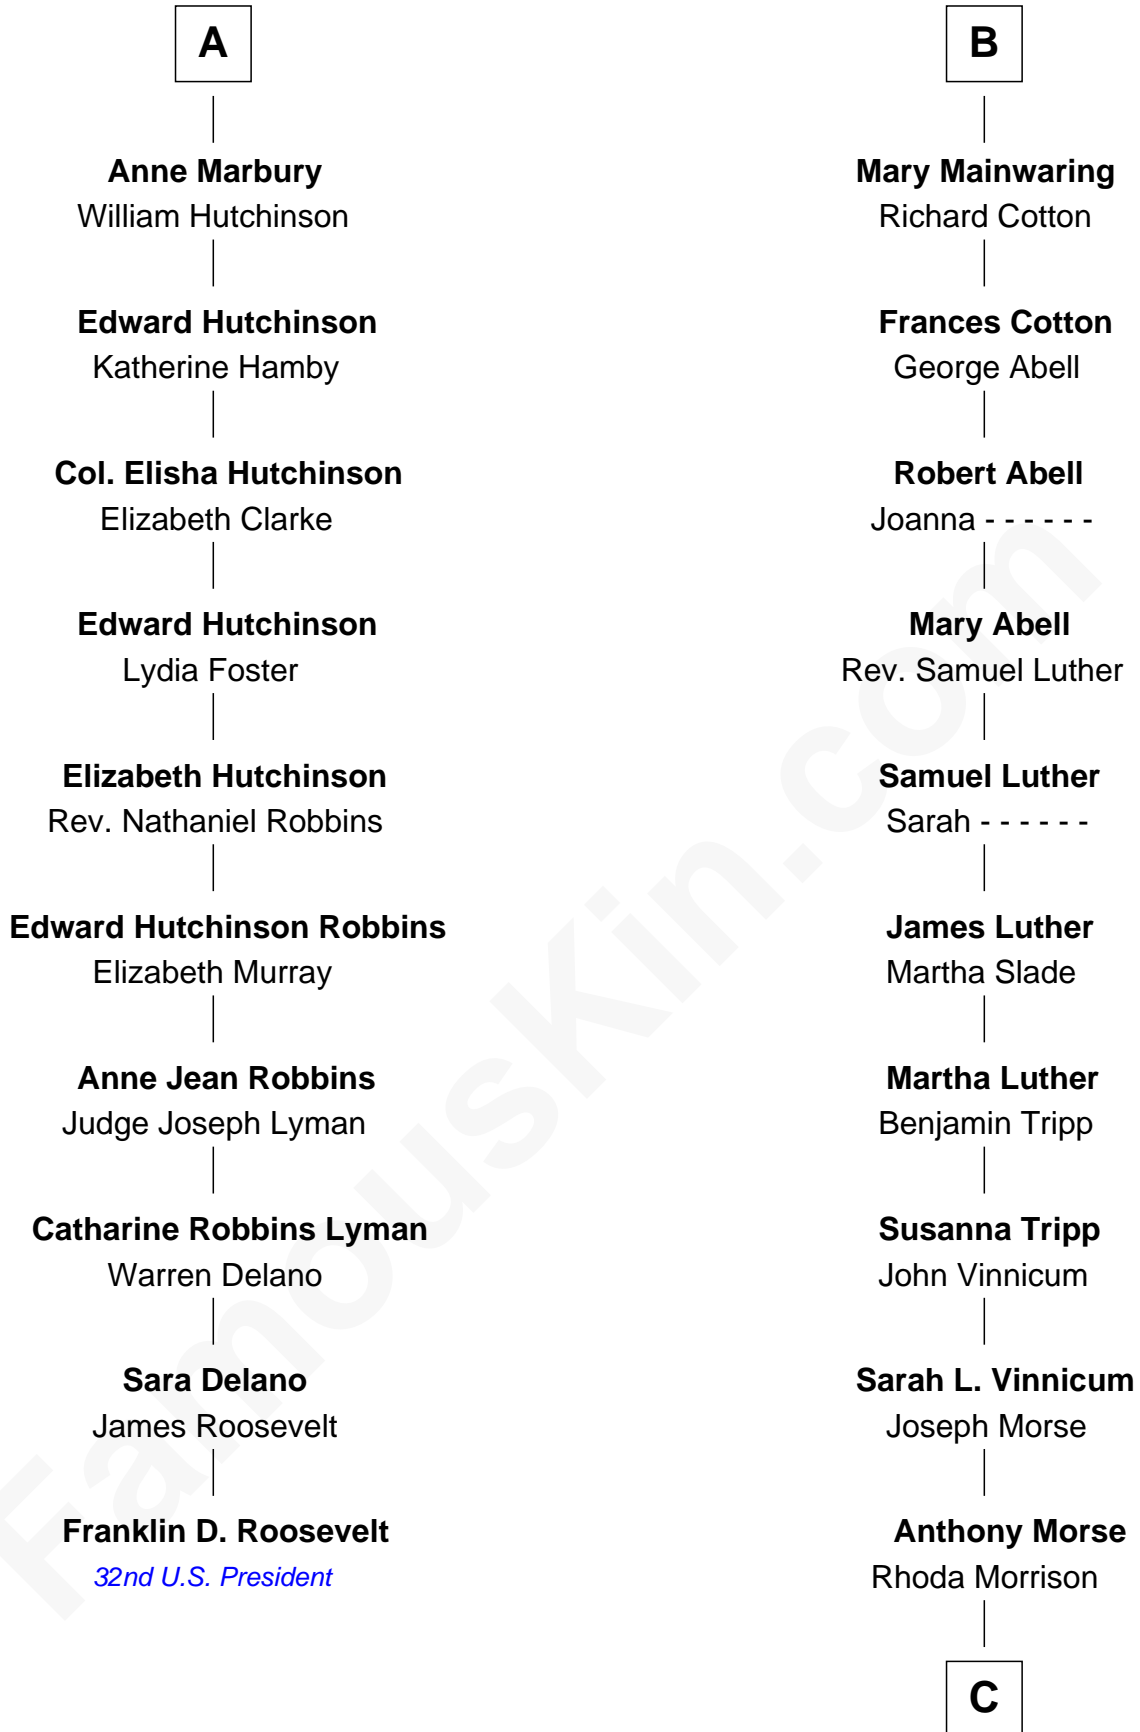 A
Anne Marbury
William Hutchinson
Edward Hutchinson
Katherine Hamby
Col. Elisha Hutchinson
Elizabeth Clarke
Edward Hutchinson
Lydia Foster
Elizabeth Hutchinson
Rev. Nathaniel Robbins
Edward Hutchinson Robbins
Elizabeth Murray
Anne Jean Robbins
Judge Joseph Lyman
Catharine Robbins Lyman
Warren Delano
Sara Delano
James Roosevelt
Franklin D. Roosevelt
32nd U.S. President
B
Mary Mainwaring
Richard Cotton
Frances Cotton
George Abell
Robert Abell
Joanna - - - - - -
Mary Abell
Rev. Samuel Luther
Samuel Luther
Sarah - - - - - -
James Luther
Martha Slade
Martha Luther
Benjamin Tripp
Susanna Tripp
John Vinnicum
Sarah L. Vinnicum
Joseph Morse
Anthony Morse
Rhoda Morrison
C
FamousKin.com